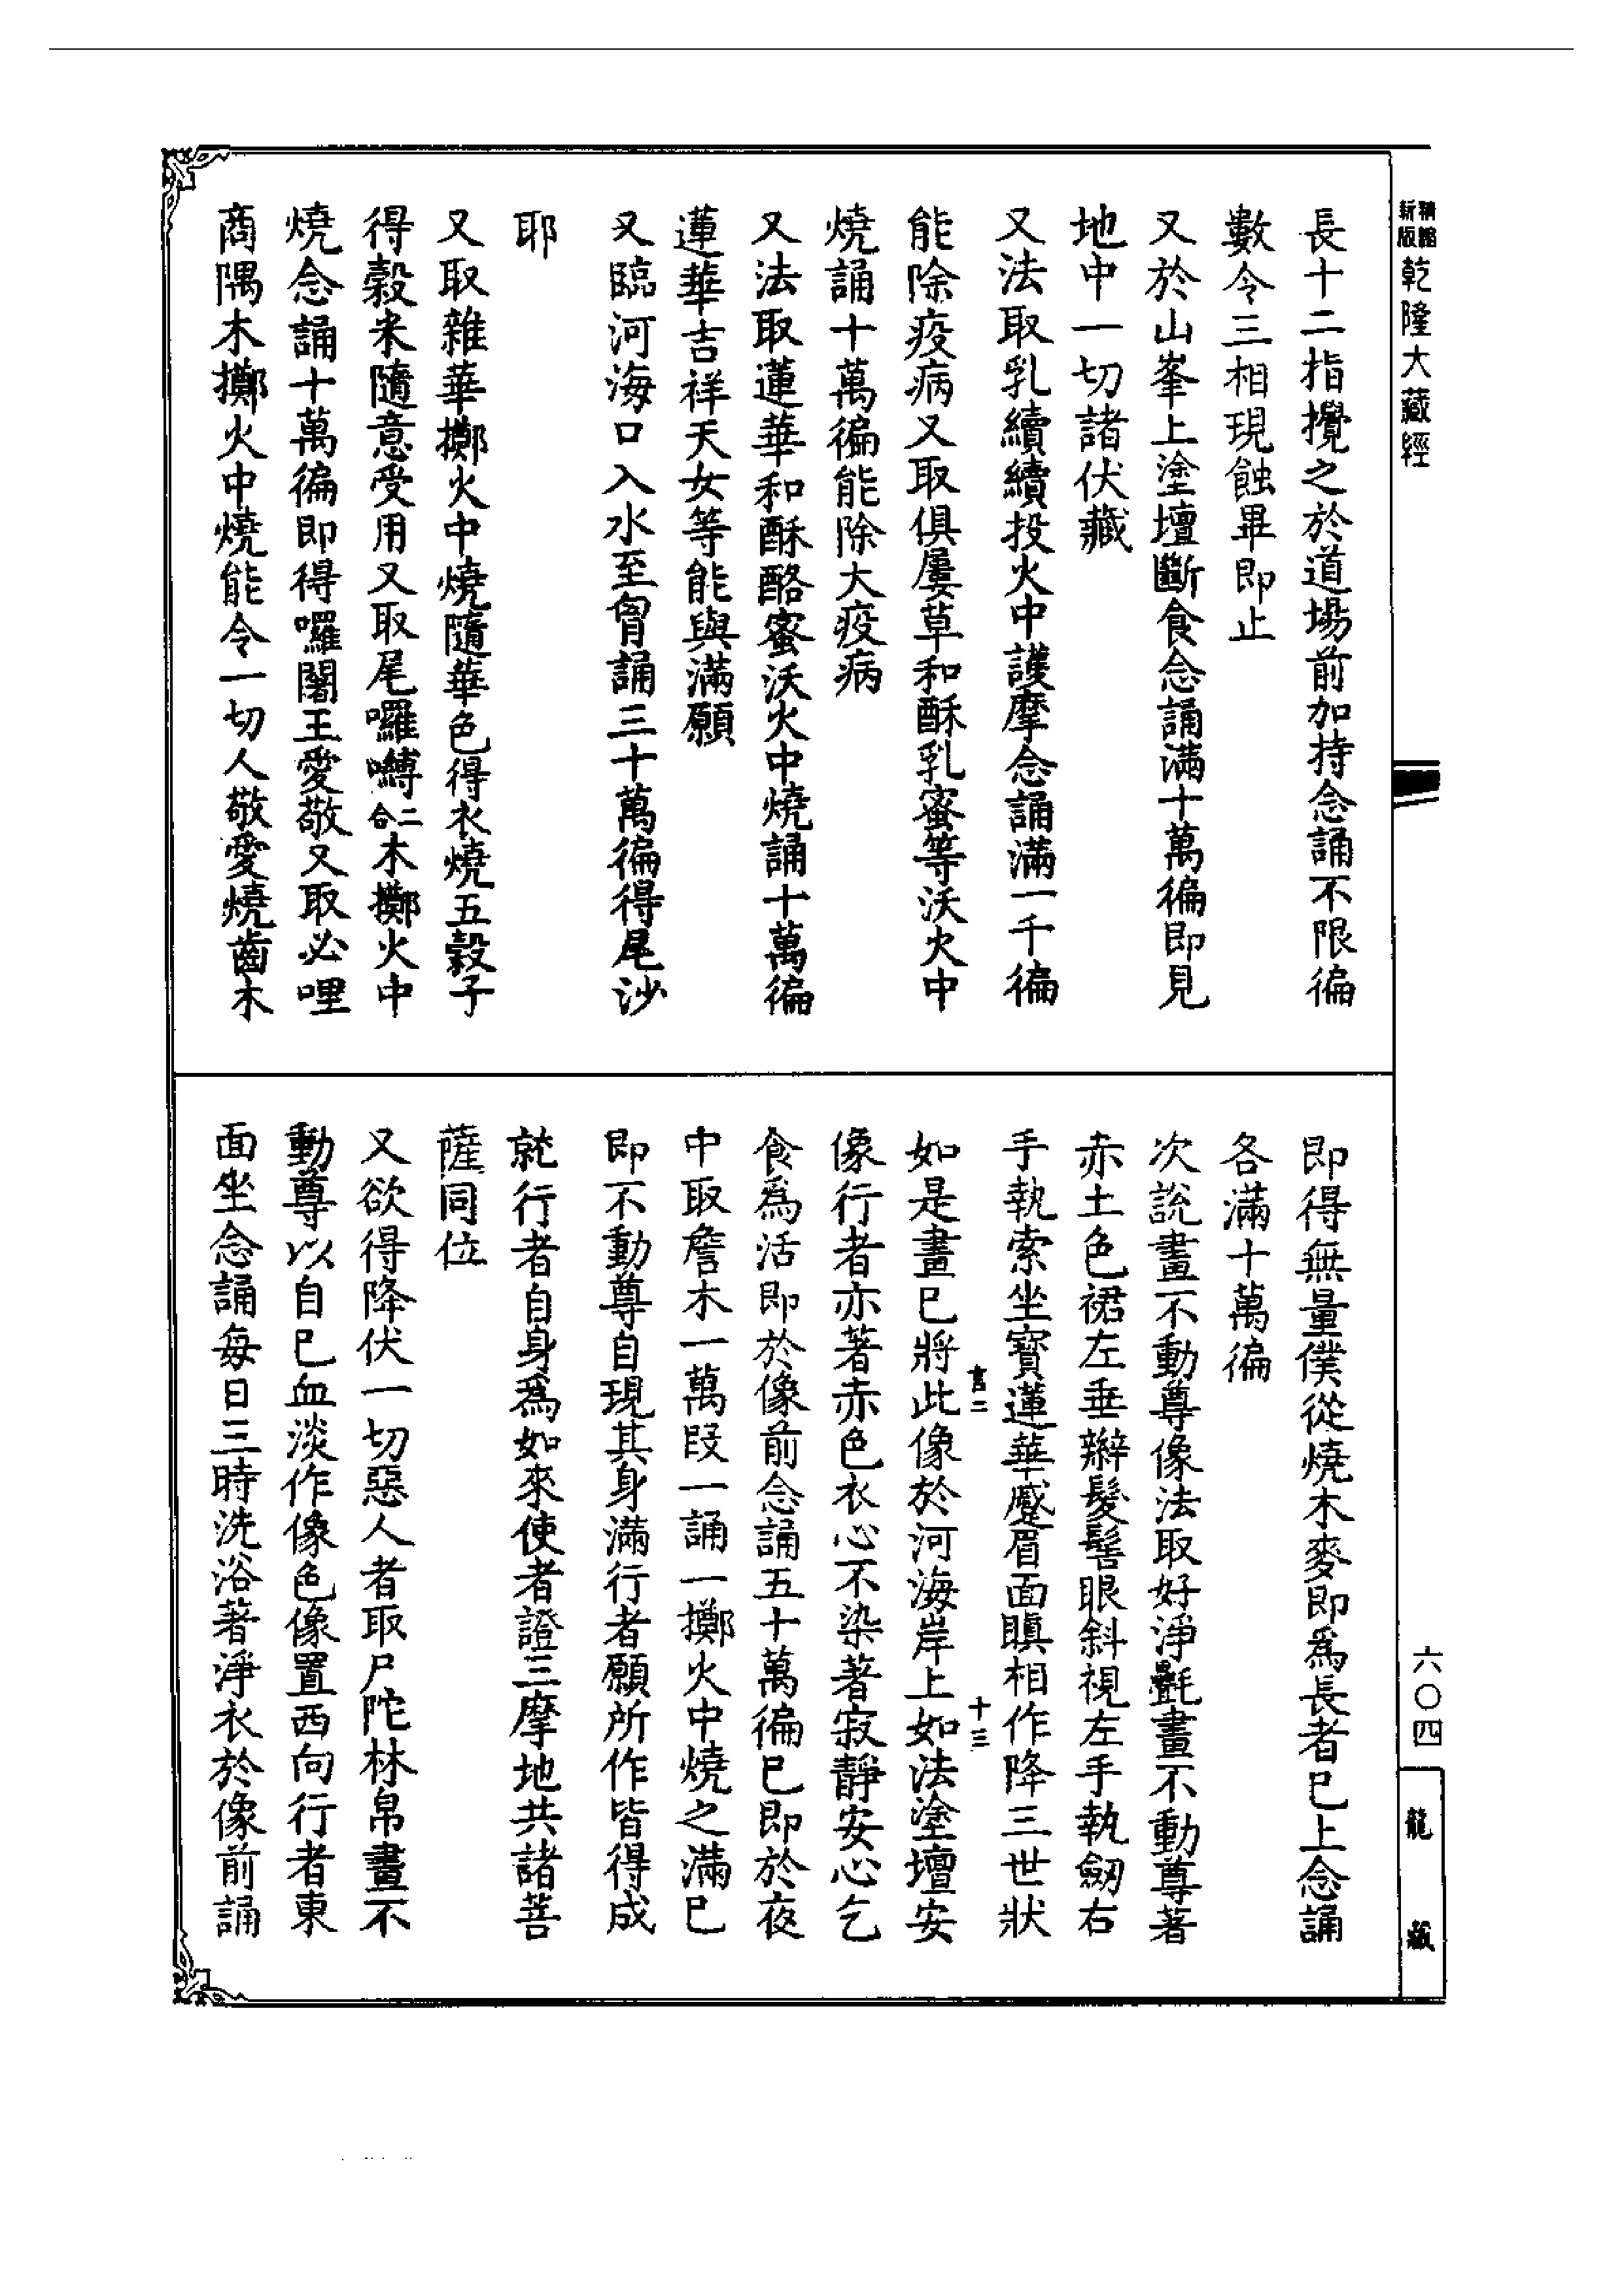 精縮新版乾隆大藏經
長十二指攪之於道場前加持念誦不限徧
數令三相現蝕畢即止
又於山峯上塗壇斷食念誦滿十萬徧即見
地中一切諸伏藏
又法取乳續續投火中護摩念誦滿一千徧
能除疫病又取俱屢草和酥乳蜜等沃火中
燒誦十萬徧能除大疫病
又法取蓮華和酥酪蜜沃火中燒誦十萬徧
蓮華吉祥天女等能與滿願
又臨河海口入水至胷誦三十萬徧得尾沙
耶
又取雜華擲火中燒隨華色得衣燒五穀子
得穀米隨意受用又取尾囉嚩二合木擲火中
燒念誦十萬徧即得囉闍王愛敬又取必哩
商隅木擲火中燒能令一切人敬愛燒齒木
即得無量僕從燒木麥即為長者巳上念誦
各滿十萬徧
次說畫不動尊像法取好淨氎畫不動尊著
赤土色裙左垂辮髮髻眼斜視左手執劒右
手執索坐寶蓮華蹙眉面瞋相作降三世狀
言二 十三
如是畫巳將此像於河海岸上如法塗壇安
像行者亦著赤色衣心不染著寂靜安心乞
食爲活即於像前念誦五十萬徧巳即於夜
中取詹木一萬段一誦一擲火中燒之滿巳
即不動尊自現其身滿行者願所作皆得成
就行者自身爲如來使者證三摩地共諸菩
薩同位
又欲得降伏一切惡人者取尸陀林帛畫不
動尊以自巳血淡作像色像置西向行者東
面坐念誦每日三時洗浴著淨衣於像前誦
六〇四
龍藏